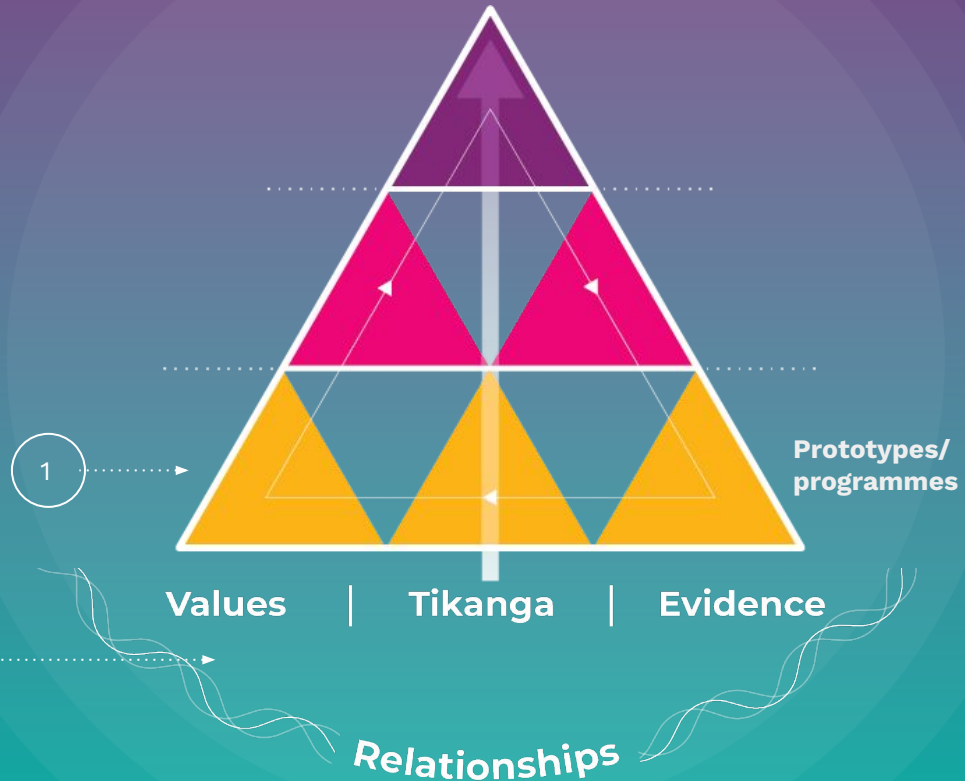 1
Prototypes/
programmes
Values | Tikanga | Evidence
Relationships